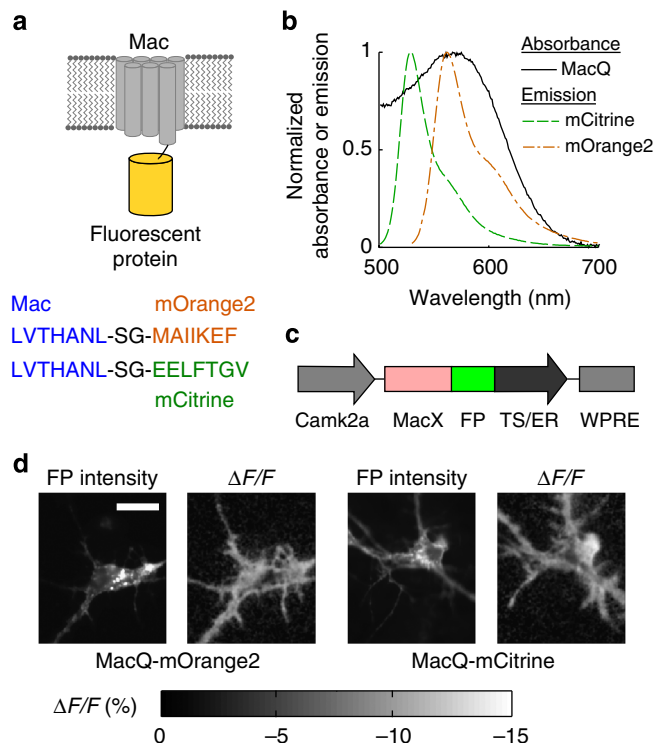 a
Mac
Fluorescent
protein
Mac mOrange2
LVTHANL-SG-MAIIKEF
LVTHANL-SG-EELFTGV
mCitrine
b
Normalized
absorbance or emission
1
0.5
0
500 600 700
Wavelength (nm)
Absorbance
MacQ
Emission
mCitrine
mOrange2
c
Camk2a MacX FP TS/ER WPRE
d
FP intensity ΔF/F FP intensity ΔF/F
MacQ-mOrange2 MacQ-mCitrine
ΔF/F (%)
0 –5 –10 –15